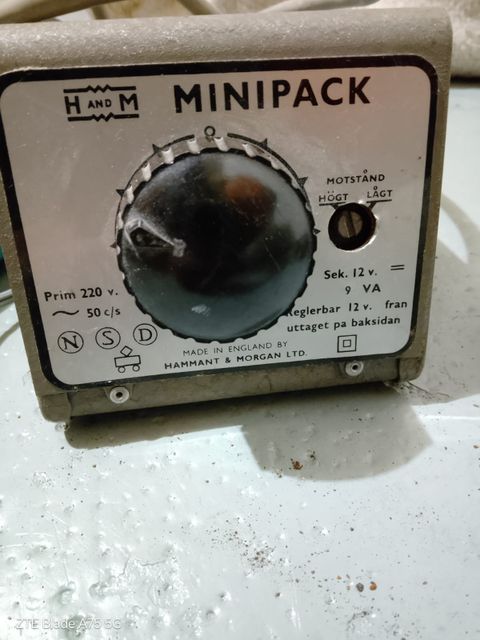 H AND M MINIPACK
O
MOTSTÅND
HÖGT LÅGT
Prim 220 v.
~ 50 c/s
N S D
Sek. 12 v. =
9 VA
Reglerbar 12 v. fran
uttaget pa baksidan
MADE IN ENGLAND BY
HAMMANT & MORGAN LTD.
ZTE Blade A75 5G